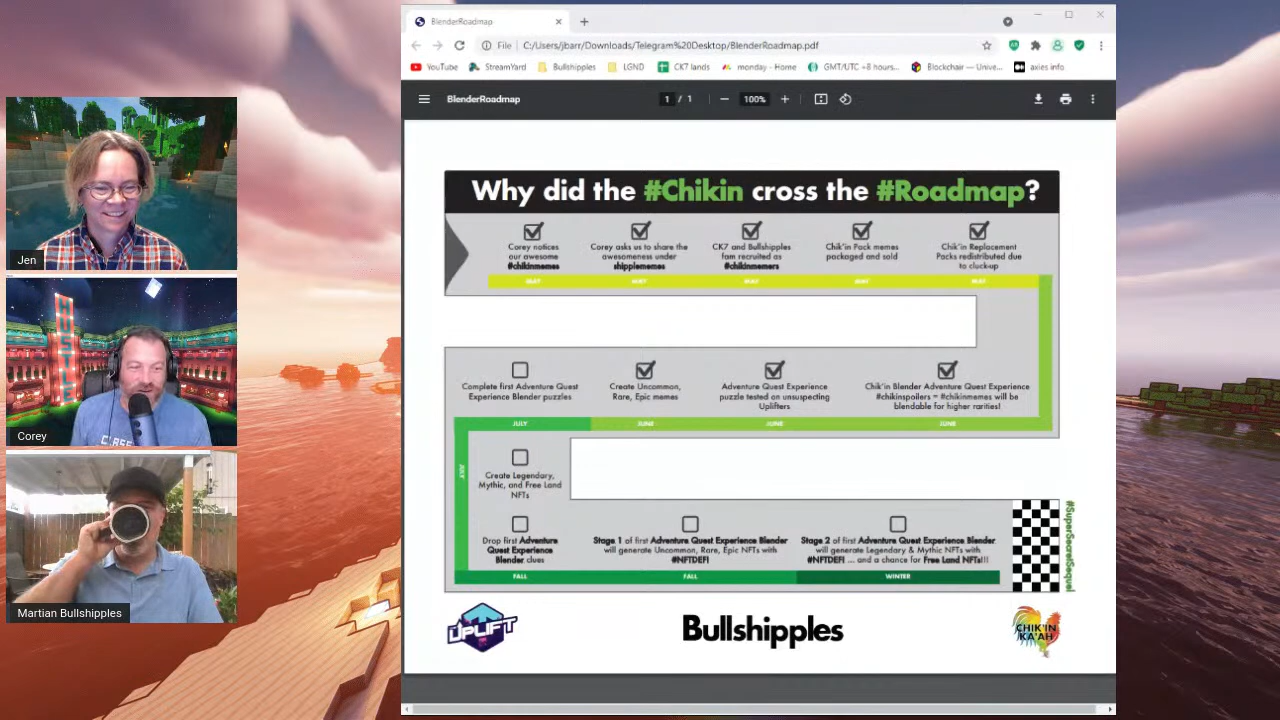 BlenderRoadmap
File
C:/Users/jbarr/Downloads/Telegram%20Desktop/BlenderRoadmap.pdf
YouTube
StreamYard
Bullshipples
LGND
CK7 lands
monday - Home
GMT/UTC +8 hours...
Blockchair — Unive...
axies info
BlenderRoadmap
1 / 1
100%
Why did the #Chikin cross the #Roadmap?
Corey notices
our awesome
#chikinmemes
Corey asks us to share the
awesomeness under
shipplememes
CK7 and Bullshipples
fam recruited as
#chikinmemers
Chik'in Pack memes
packaged and sold
Chik'in Replacement
Packs redistributed due
to cluck-up
MAY
MAY
MAY
MAY
MAY
Complete first Adventure Quest
Experience Blender puzzles
Create Uncommon,
Rare, Epic memes
Adventure Quest Experience
puzzle tested on unsuspecting
Uplifters
Chik'in Blender Adventure Quest Experience
#chikinspoilers = #chikinmemes will be
blendable for higher rarities!
JULY
JUNE
JUNE
JUNE
JULY
Create Legendary,
Mythic, and Free Land
NFTs
Drop first Adventure
Quest Experience
Blender clues
Stage 1 of first Adventure Quest Experience Blender
will generate Uncommon, Rare, Epic NFTs with
#NFTDEF!
Stage 2 of first Adventure Quest Experience Blender
will generate Legendary & Mythic NFTs with
#NFTDEF! ... and a chance for Free Land NFTs!!!
FALL
FALL
WINTER
#SuperSecretSequel
UPLIFT
Bullshipples
CHIK'IN
KA'AH
HUSTLE
Jen
Corey
Martian Bullshipples